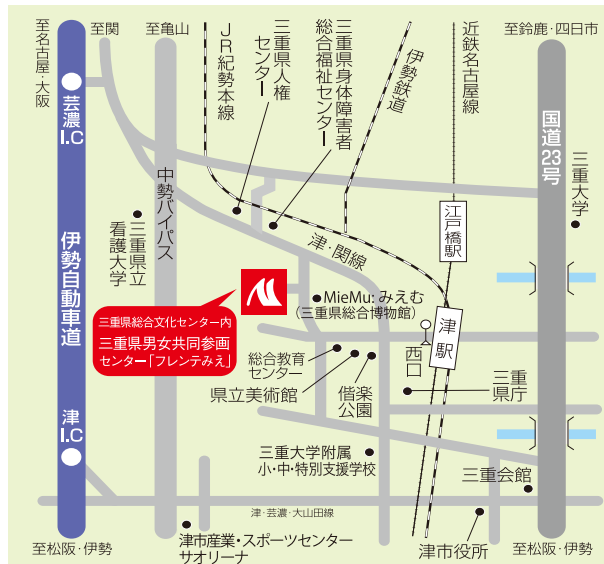 至名古屋・大阪
至関
至亀山
JR紀勢本線
三重県人権
センター
三重県身体障害者
総合福祉センター
伊勢鉄道
近鉄名古屋線
至鈴鹿・四日市
芸濃
I.C
伊勢自動車道
津
I.C
中勢バイパス
国道23号
三重大学
三重県立
看護大学
津・関線
江戸橋駅
三重県総合文化センター内
三重県男女共同参画
センター「フレンテみえ」
MieMu:みえむ
(三重県総合博物館)
津駅
西口
総合教育
センター
県立美術館
偕楽
公園
三重
県庁
三重大学附属
小・中・特別支援学校
三重会館
津・芸濃・大山田線
津市産業・スポーツセンター
サオリーナ
津市役所
至松阪・伊勢
至松阪・伊勢